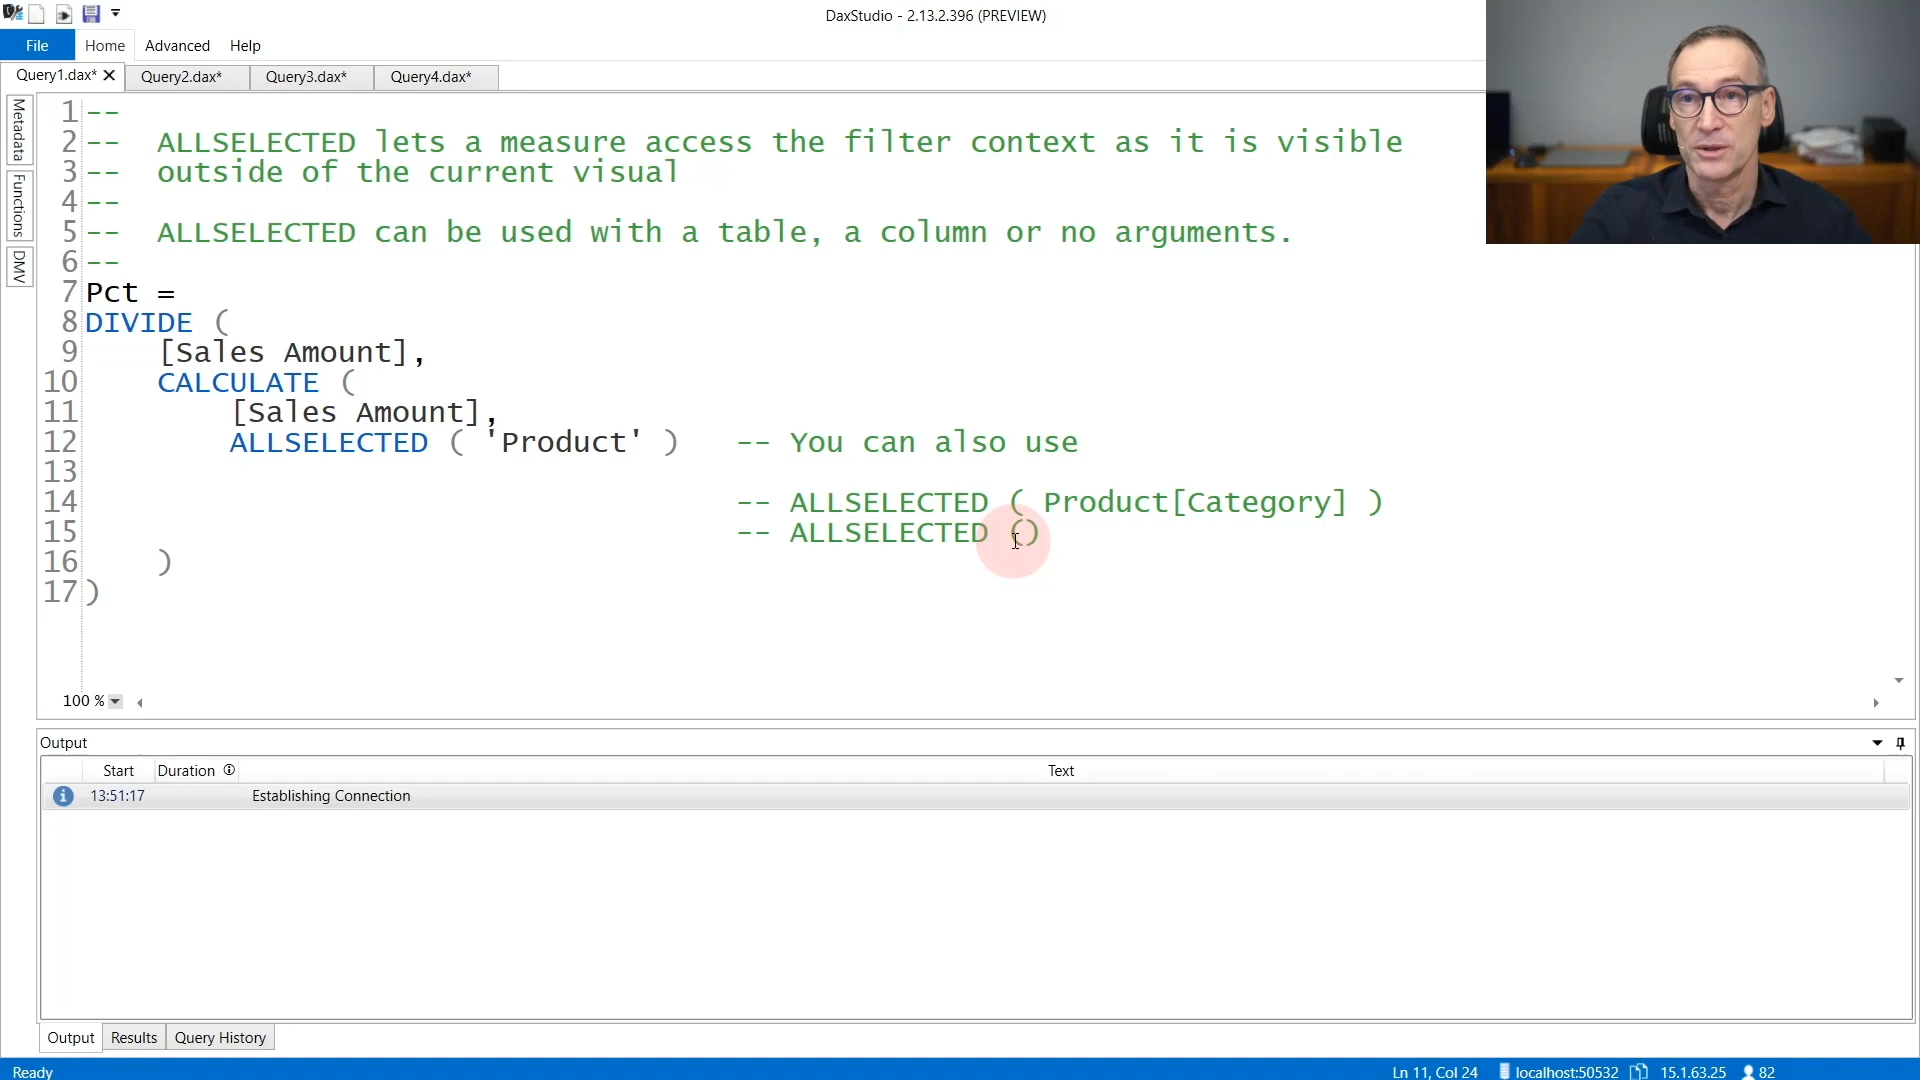 DaxStudio - 2.13.2.396 (PREVIEW)
File Home Advanced Help
Query1.dax* Query2.dax* Query3.dax* Query4.dax*
Metadata
Functions
DMV
1 --
2 -- ALLSELECTED lets a measure access the filter context as it is visible
3 -- outside of the current visual
4 --
5 -- ALLSELECTED can be used with a table, a column or no arguments.
6 --
7 Pct =
8 DIVIDE (
9 [Sales Amount],
10 CALCULATE (
11 [Sales Amount],
12 ALLSELECTED ( 'Product' ) -- You can also use
13
14 -- ALLSELECTED ( Product[Category] )
15 -- ALLSELECTED ()
16 )
17 )
100 %
Output
Start Duration Text
13:51:17 Establishing Connection
Output Results Query History
Ready Ln 11, Col 24 localhost:50532 15.1.63.25 82